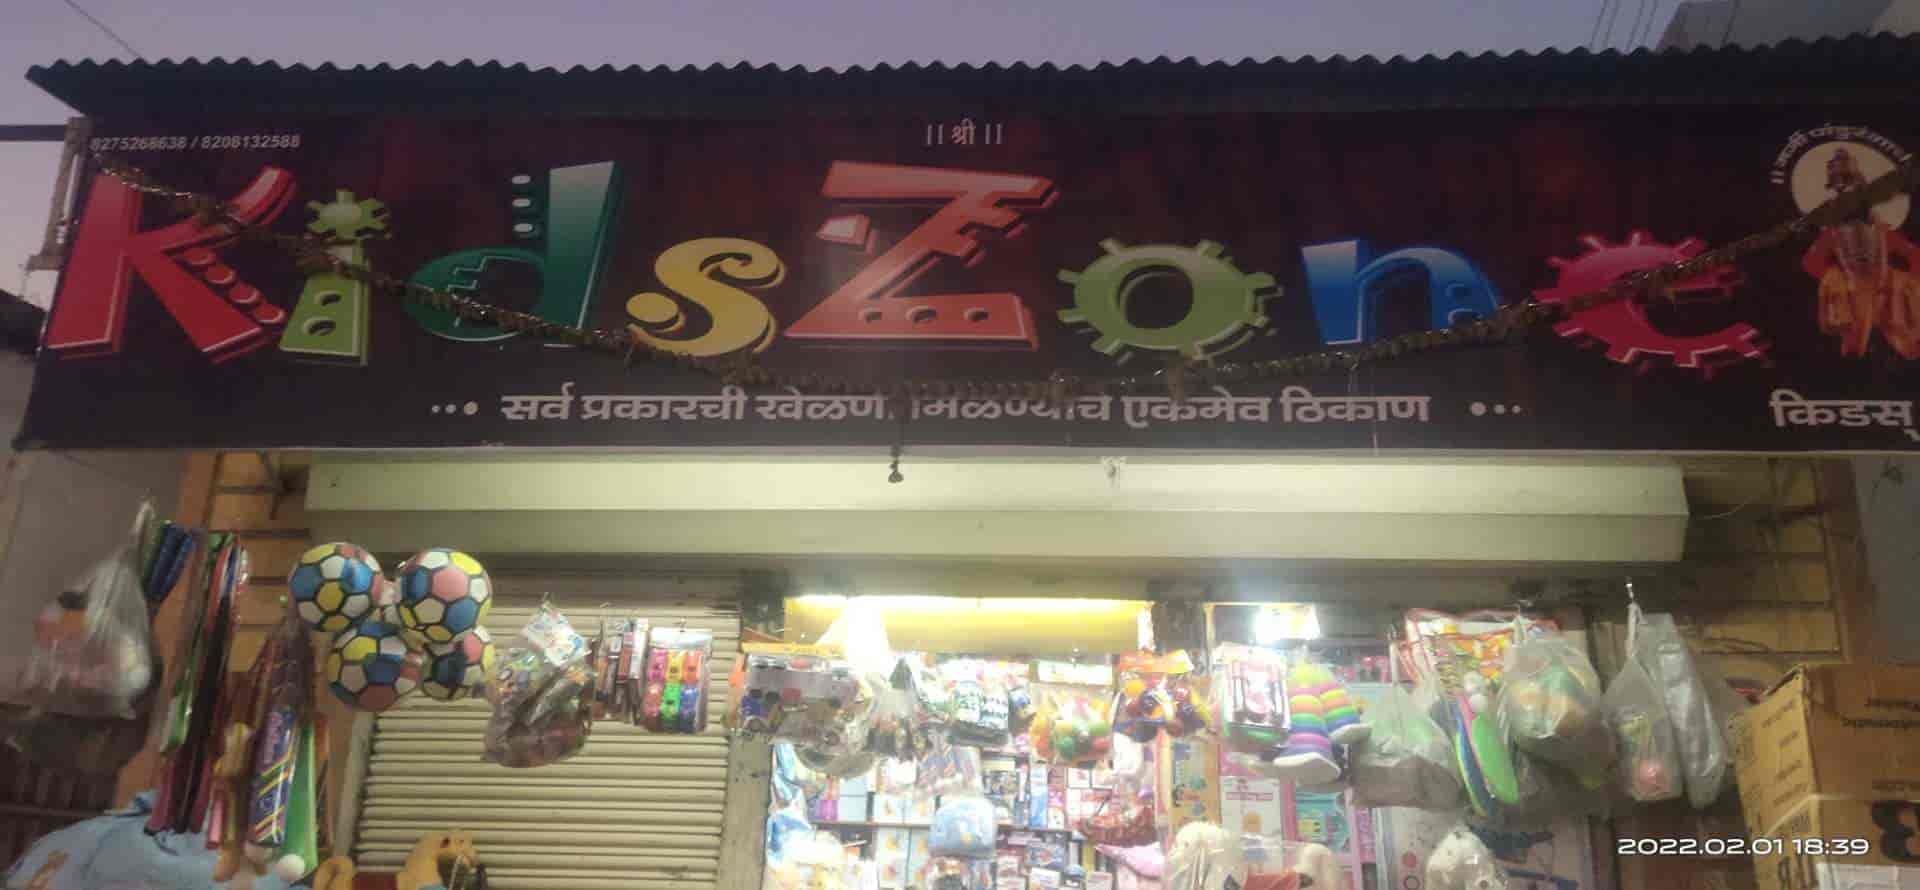 8275268638 / 8208132588
|| श्री ||
KidsZone
... सर्व प्रकारची खेळणी मिळण्याचे एकमेव ठिकाण ...
किडस्
2022.02.01 18:39